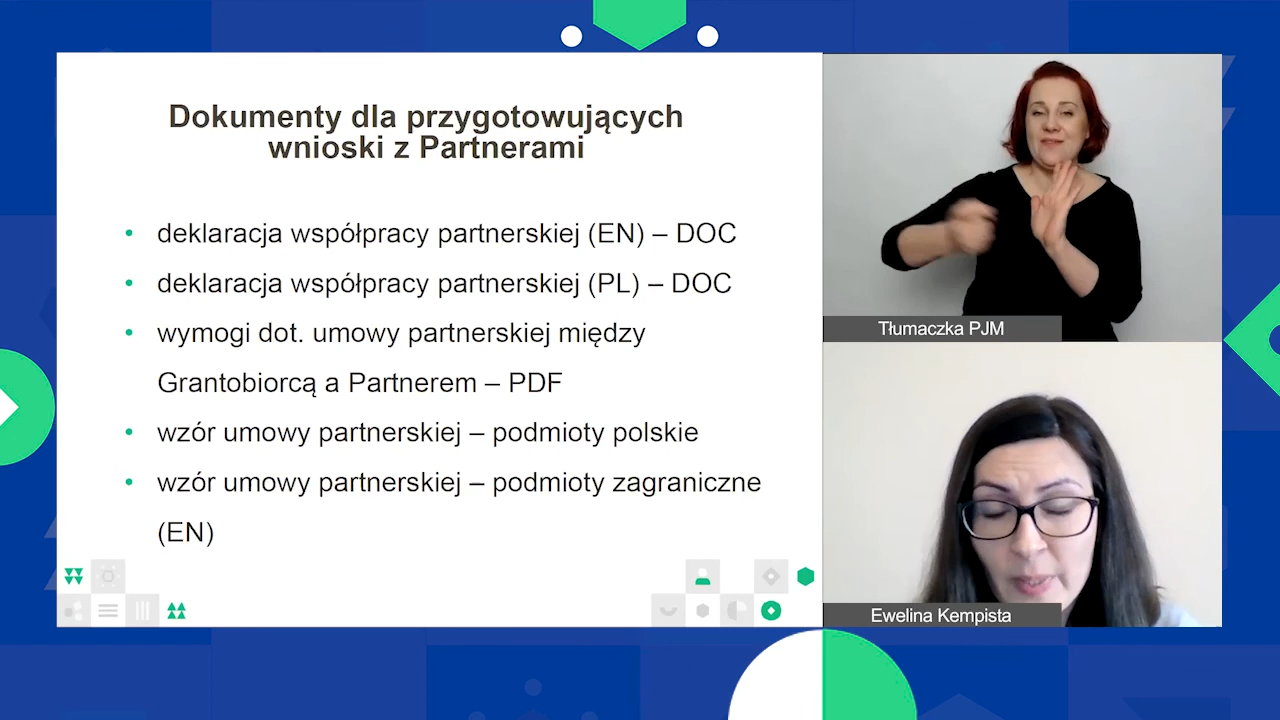 Dokumenty dla przygotowujących
wnioski z Partnerami
• deklaracja współpracy partnerskiej (EN) – DOC
• deklaracja współpracy partnerskiej (PL) – DOC
• wymogi dot. umowy partnerskiej między
Grantobiorcą a Partnerem – PDF
• wzór umowy partnerskiej – podmioty polskie
• wzór umowy partnerskiej – podmioty zagraniczne
(EN)
Tłumaczka PJM
Ewelina Kempista